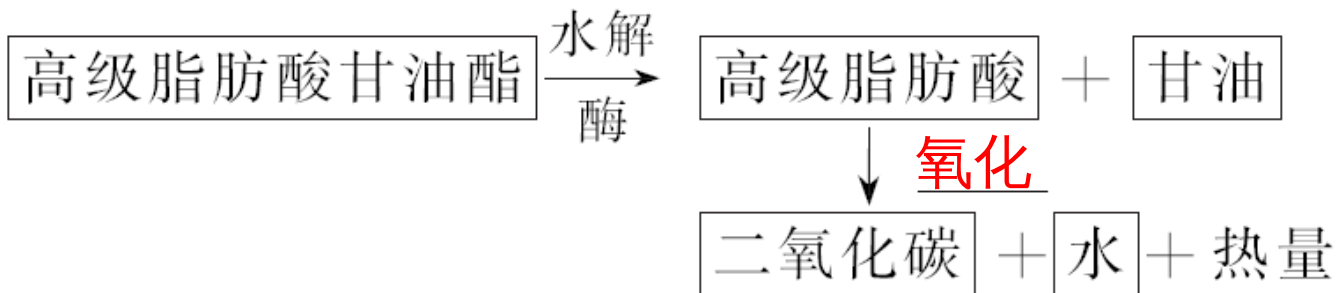 水解
高级脂肪酸甘油酯 高级脂肪酸 + 甘油
酶
氧化
二氧化碳 + 水 + 热量